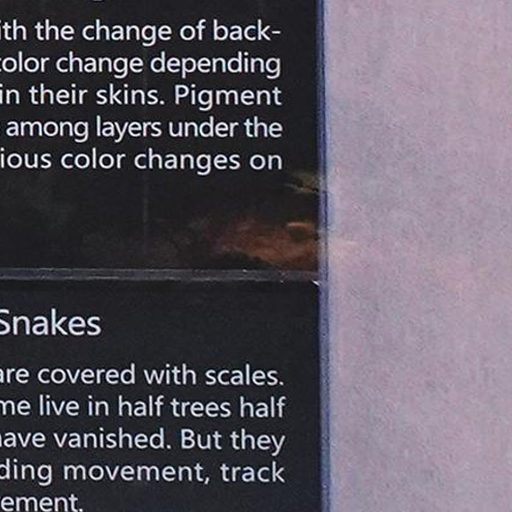 ith the change of back-
color change depending
in their skins. Pigment
among layers under the
ious color changes on
Snakes
are covered with scales.
me live in half trees half
have vanished. But they
ding movement, track
ement.